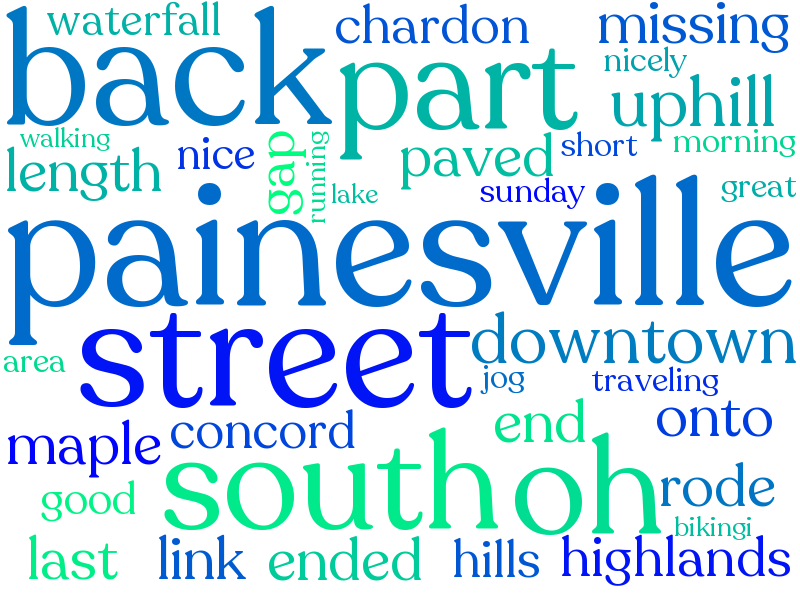 waterfall
chardon
missing
back
part
nicely
uphill
walking
length
nice
gap
running
paved
short
morning
lake
sunday
great
painesville
street
downtown
area
jog
traveling
maple
concord
end
onto
south
oh
rode
good
bikingi
last
link
ended
hills
highlands